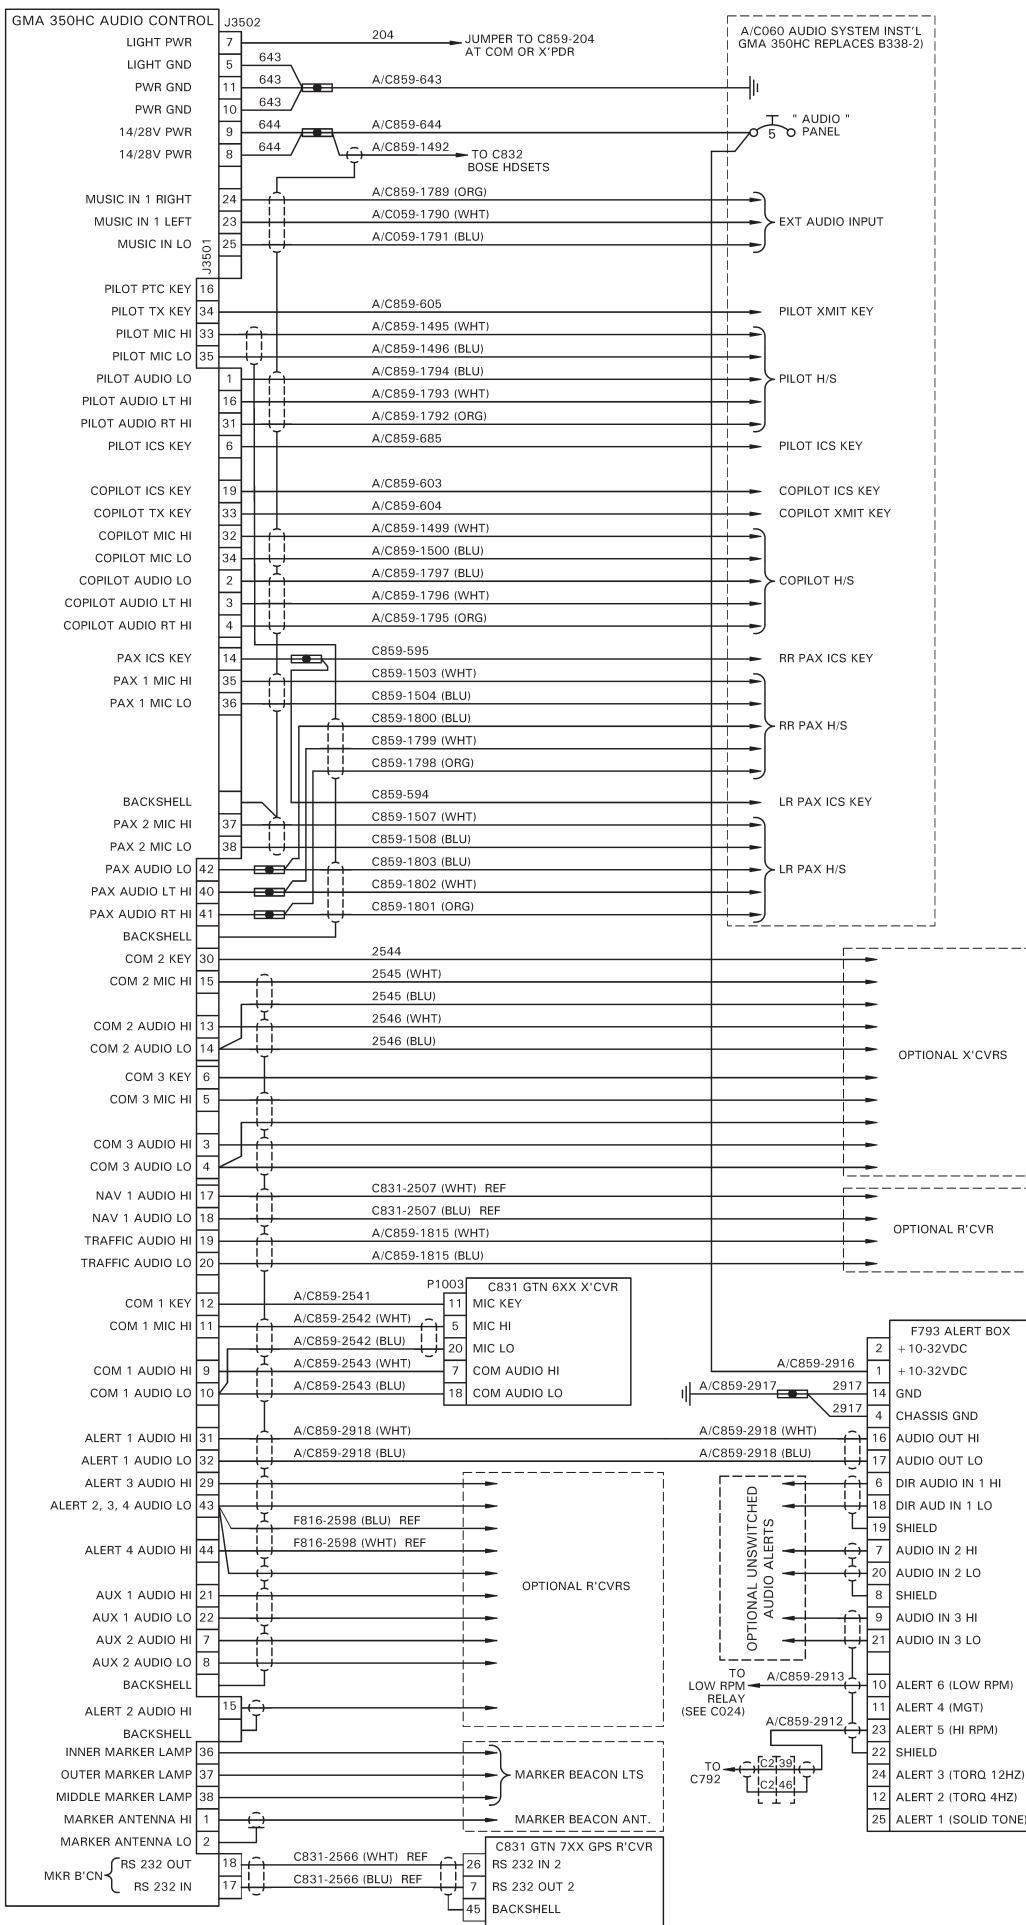 GMA 350HC AUDIO CONTROL J3502
A/C060 AUDIO SYSTEM INST'L
GMA 350HC REPLACES B338-2)
LIGHT PWR 7 204 JUMPER TO C859-204
AT COM OR X'PDR
LIGHT GND 5 643
PWR GND 11 643 A/C859-643
PWR GND 10 643
14/28V PWR 9 644 A/C859-644 5 " AUDIO "
PANEL
14/28V PWR 8 644 A/C859-1492 TO C832
BOSE HDSETS
MUSIC IN 1 RIGHT 24 A/C859-1789 (ORG)
MUSIC IN 1 LEFT 23 A/C059-1790 (WHT) EXT AUDIO INPUT
MUSIC IN LO 25 A/C059-1791 (BLU)
J3501
PILOT PTC KEY 16
PILOT TX KEY 34 A/C859-605 PILOT XMIT KEY
PILOT MIC HI 33 A/C859-1495 (WHT)
PILOT MIC LO 35 A/C859-1496 (BLU)
PILOT AUDIO LO 1 A/C859-1794 (BLU) PILOT H/S
PILOT AUDIO LT HI 16 A/C859-1793 (WHT)
PILOT AUDIO RT HI 31 A/C859-1792 (ORG)
PILOT ICS KEY 6 A/C859-685 PILOT ICS KEY
COPILOT ICS KEY 19 A/C859-603 COPILOT ICS KEY
COPILOT TX KEY 33 A/C859-604 COPILOT XMIT KEY
COPILOT MIC HI 32 A/C859-1499 (WHT)
COPILOT MIC LO 34 A/C859-1500 (BLU)
COPILOT AUDIO LO 2 A/C859-1797 (BLU) COPILOT H/S
COPILOT AUDIO LT HI 3 A/C859-1796 (WHT)
COPILOT AUDIO RT HI 4 A/C859-1795 (ORG)
PAX ICS KEY 14 C859-595 RR PAX ICS KEY
PAX 1 MIC HI 35 C859-1503 (WHT)
PAX 1 MIC LO 36 C859-1504 (BLU)
C859-1800 (BLU) RR PAX H/S
C859-1799 (WHT)
C859-1798 (ORG)
BACKSHELL C859-594 LR PAX ICS KEY
PAX 2 MIC HI 37 C859-1507 (WHT)
PAX 2 MIC LO 38 C859-1508 (BLU)
PAX AUDIO LO 42 C859-1803 (BLU) LR PAX H/S
PAX AUDIO LT HI 40 C859-1802 (WHT)
PAX AUDIO RT HI 41 C859-1801 (ORG)
BACKSHELL
COM 2 KEY 30 2544
COM 2 MIC HI 15 2545 (WHT)
2545 (BLU)
COM 2 AUDIO HI 13 2546 (WHT)
COM 2 AUDIO LO 14 2546 (BLU)
OPTIONAL X'CVRS
COM 3 KEY 6
COM 3 MIC HI 5
COM 3 AUDIO HI 3
COM 3 AUDIO LO 4
NAV 1 AUDIO HI 17 C831-2507 (WHT) REF
NAV 1 AUDIO LO 18 C831-2507 (BLU) REF
OPTIONAL R'CVR
TRAFFIC AUDIO HI 19 A/C859-1815 (WHT)
TRAFFIC AUDIO LO 20 A/C859-1815 (BLU)
P1003 C831 GTN 6XX X'CVR
COM 1 KEY 12 A/C859-2541 11 MIC KEY
COM 1 MIC HI 11 A/C859-2542 (WHT) 5 MIC HI
A/C859-2542 (BLU) 20 MIC LO
COM 1 AUDIO HI 9 A/C859-2543 (WHT) 7 COM AUDIO HI
COM 1 AUDIO LO 10 A/C859-2543 (BLU) 18 COM AUDIO LO
F793 ALERT BOX
2 +10-32VDC
A/C859-2916 1 +10-32VDC
A/C859-2917 2917 14 GND
2917 4 CHASSIS GND
ALERT 1 AUDIO HI 31 A/C859-2918 (WHT) A/C859-2918 (WHT) 16 AUDIO OUT HI
ALERT 1 AUDIO LO 32 A/C859-2918 (BLU) A/C859-2918 (BLU) 17 AUDIO OUT LO
ALERT 3 AUDIO HI 29 6 DIR AUDIO IN 1 HI
ALERT 2, 3, 4 AUDIO LO 43 18 DIR AUD IN 1 LO
F816-2598 (BLU) REF 19 SHIELD
ALERT 4 AUDIO HI 44 F816-2598 (WHT) REF 7 AUDIO IN 2 HI
20 AUDIO IN 2 LO
OPTIONAL R'CVRS
OPTIONAL UNSWITCHED
AUDIO ALERTS
AUX 1 AUDIO HI 21 8 SHIELD
AUX 1 AUDIO LO 22 9 AUDIO IN 3 HI
AUX 2 AUDIO HI 7 21 AUDIO IN 3 LO
AUX 2 AUDIO LO 8
BACKSHELL
TO
LOW RPM
RELAY
(SEE C024)
A/C859-2913 10 ALERT 6 (LOW RPM)
ALERT 2 AUDIO HI 15 11 ALERT 4 (MGT)
BACKSHELL A/C859-2912 23 ALERT 5 (HI RPM)
INNER MARKER LAMP 36 22 SHIELD
OUTER MARKER LAMP 37 MARKER BEACON LTS
TO
C792
C2 39 24 ALERT 3 (TORQ 12HZ)
C2 46
MIDDLE MARKER LAMP 38 12 ALERT 2 (TORQ 4HZ)
MARKER ANTENNA HI 1 MARKER BEACON ANT. 25 ALERT 1 (SOLID TONE)
MARKER ANTENNA LO 2
C831 GTN 7XX GPS R'CVR
MKR B'CN
RS 232 OUT 18 C831-2566 (WHT) REF 26 RS 232 IN 2
RS 232 IN 17 C831-2566 (BLU) REF 7 RS 232 OUT 2
45 BACKSHELL